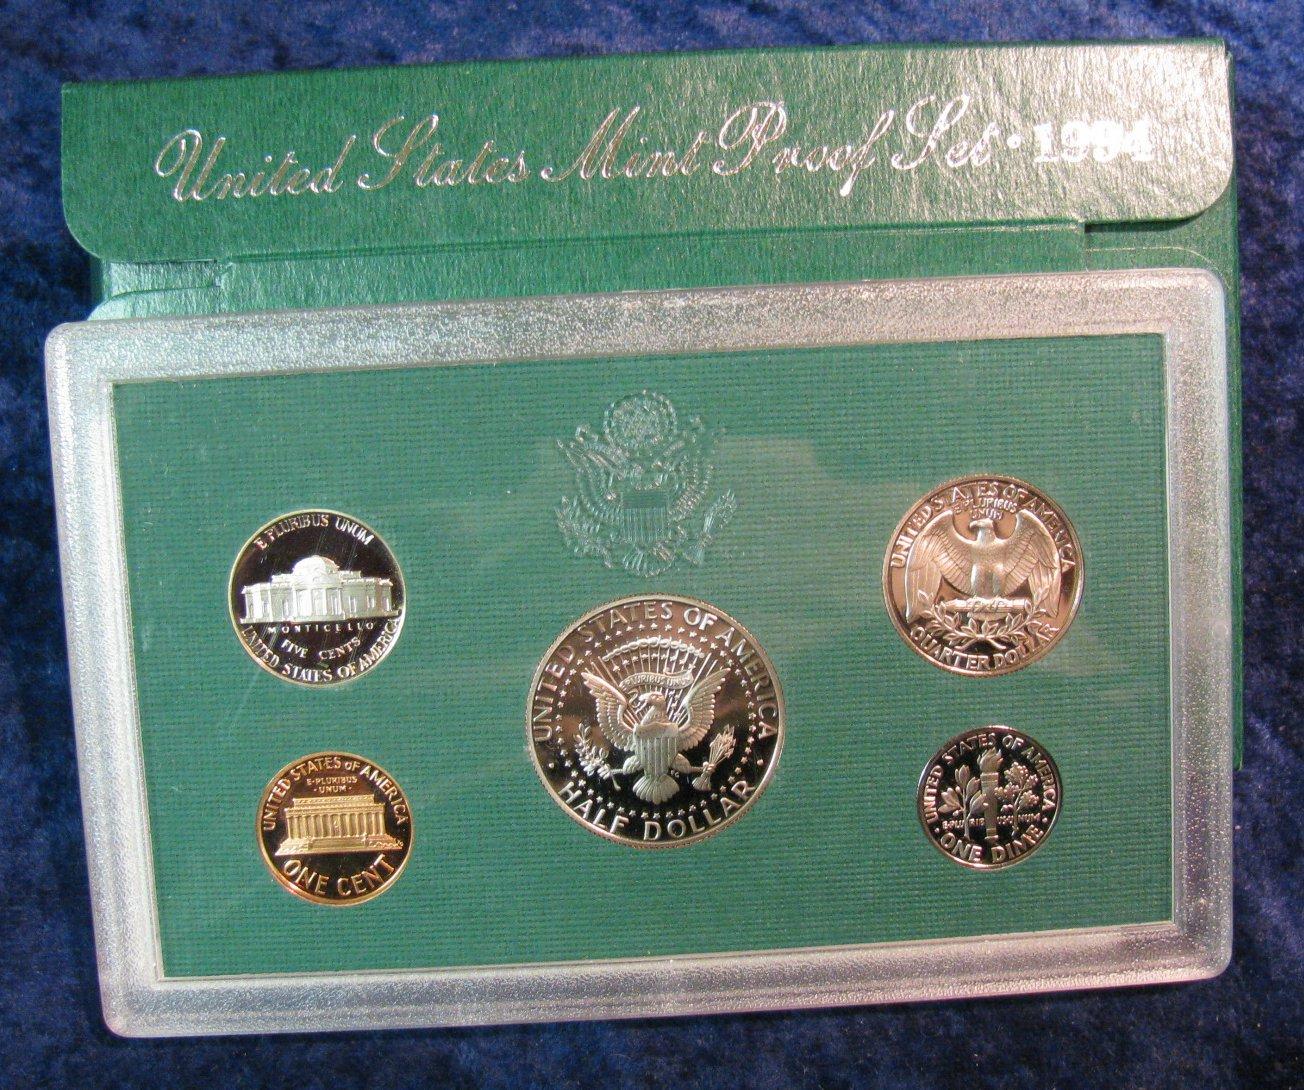 United States Mint Proof Set · 1994
E PLURIBUS UNUM
MONTICELLO
FIVE CENTS
UNITED STATES OF AMERICA
UNITED STATES OF AMERICA
E·PLURIBUS
·UNUM·
ONE CENT
UNITED STATES OF AMERICA
E PLURIBUS UNUM
HALF DOLLAR
UNITED STATES OF AMERICA
E PLURIBUS
UNUM
QUARTER DOLLAR
UNITED STATES OF AMERICA
E PLURIBUS UNUM
· ONE DIME ·